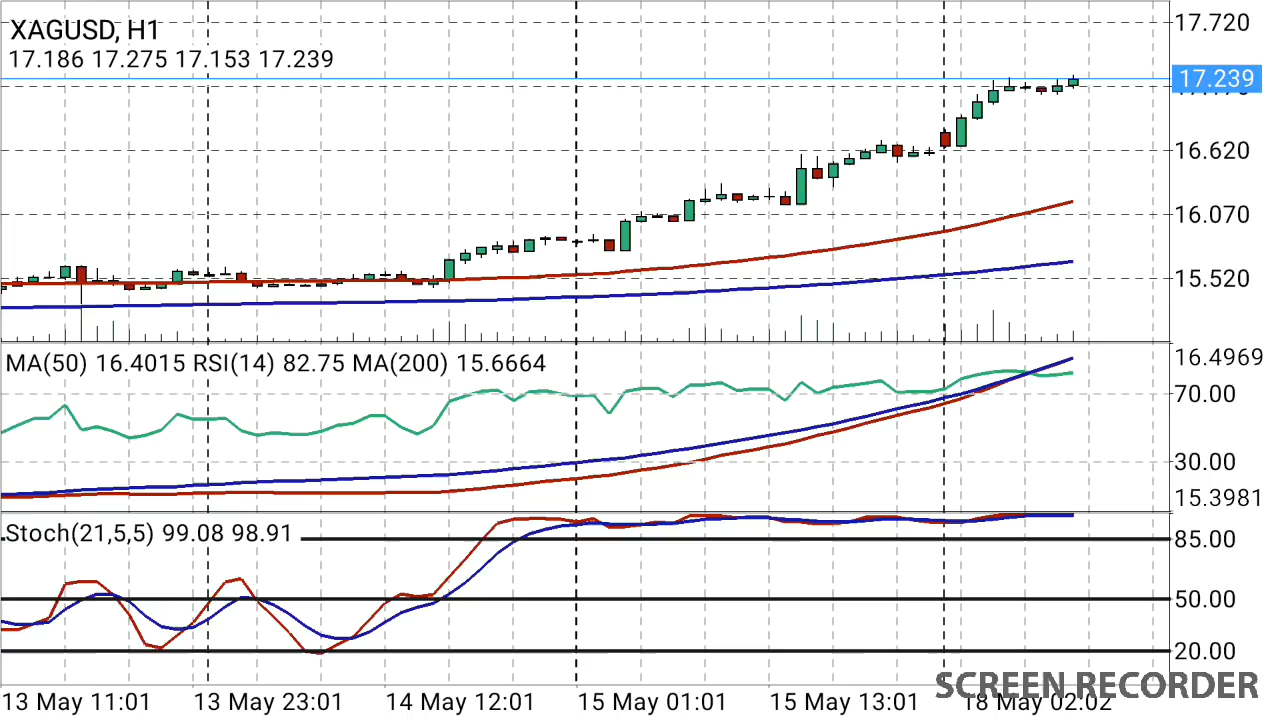 XAGUSD, H1
17.186 17.275 17.153 17.239
17.720
17.239
16.620
16.070
15.520
MA(50) 16.4015 RSI(14) 82.75 MA(200) 15.6664
16.4969
70.00
30.00
15.3981
Stoch(21,5,5) 99.08 98.91
85.00
50.00
20.00
13 May 11:01 13 May 23:01 14 May 12:01 15 May 01:01 15 May 13:01 18 May 02:02
SCREEN RECORDER